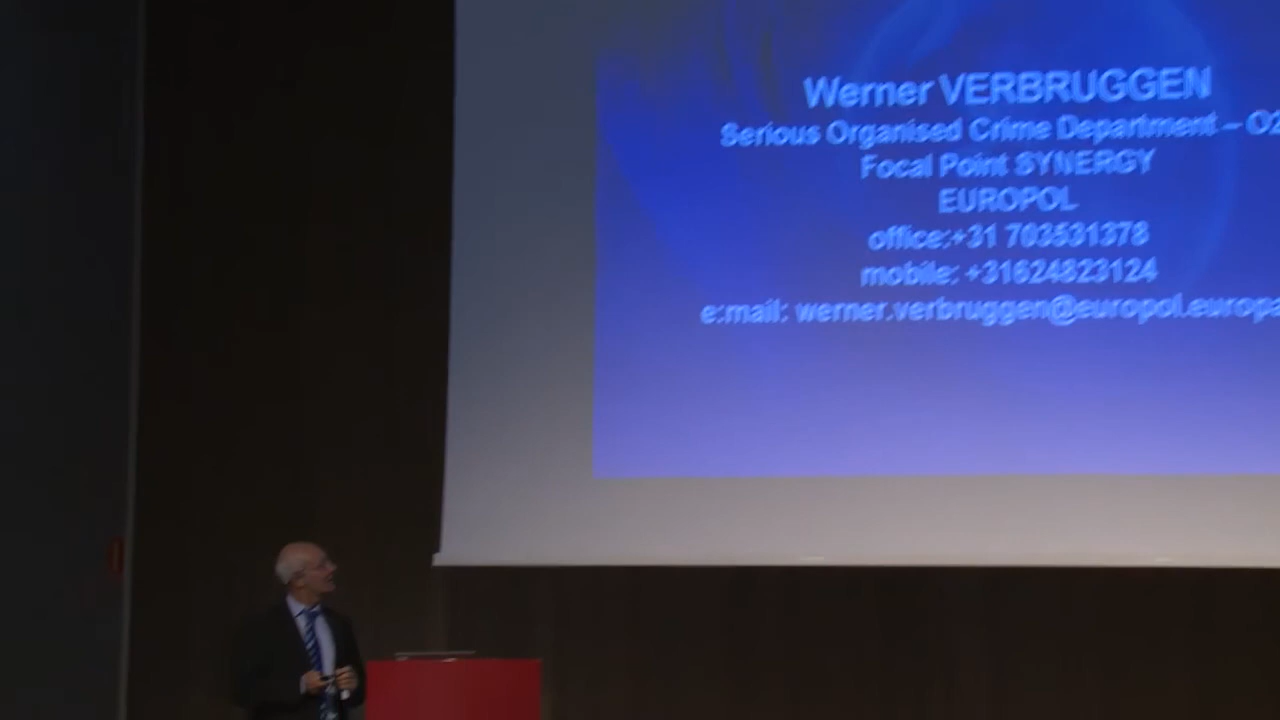 Werner VERBRUGGEN
Serious Organised Crime Department – O2
Focal Point SYNERGY
EUROPOL
office:+31 703531378
mobile: +31624823124
e:mail: werner.verbruggen@europol.europa